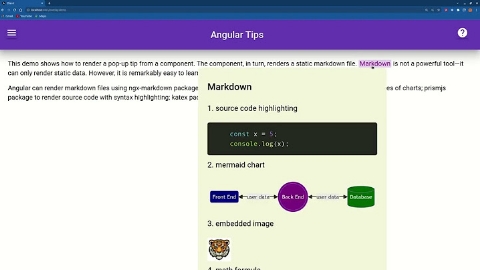 Angular Tips
?
This demo shows how to render a pop-up tip from a component. The component, in turn, renders a static markdown file. Markdown is not a powerful tool—it
can only render static data. However, it is remarkably easy to lear
Angular can render markdown files using ngx-markdown package
es of charts; prismjs
package to render source code with syntax highlighting; katex pac
Markdown
1. source code highlighting
const x = 5;
console.log(x);
2. mermaid chart
Front End
user data
Back End
user data
Database
3. embedded image
4. math formula